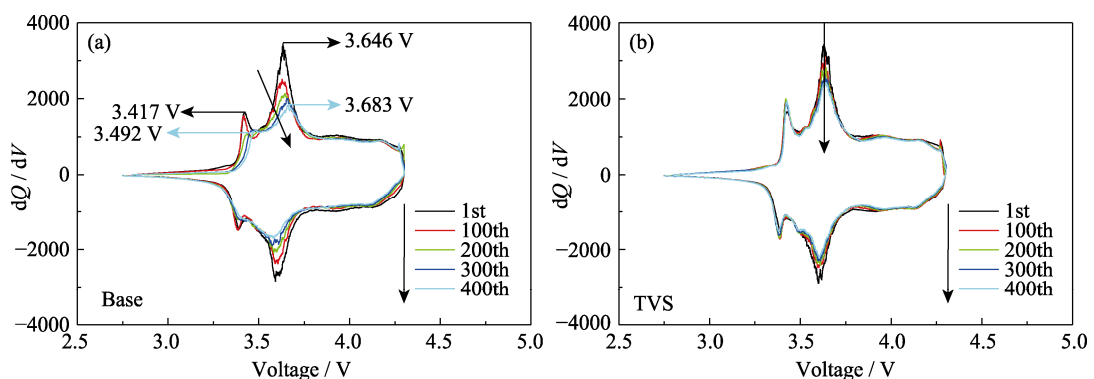 (a)
4000
2000
0
−2000
−4000
dQ / dV
3.646 V
3.417 V
3.683 V
3.492 V
1st
100th
200th
300th
400th
Base
2.5 3.0 3.5 4.0 4.5 5.0
Voltage / V
(b)
4000
2000
0
−2000
−4000
dQ / dV
1st
100th
200th
300th
400th
TVS
2.5 3.0 3.5 4.0 4.5 5.0
Voltage / V